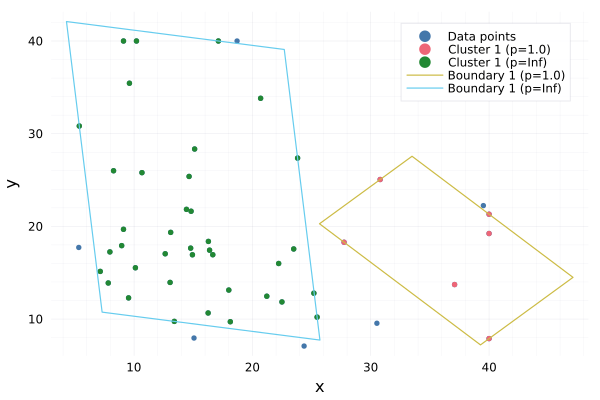 Data points
Cluster 1 (p=1.0)
Cluster 1 (p=Inf)
Boundary 1 (p=1.0)
Boundary 1 (p=Inf)
40
30
20
10
y
10 20 30 40
x